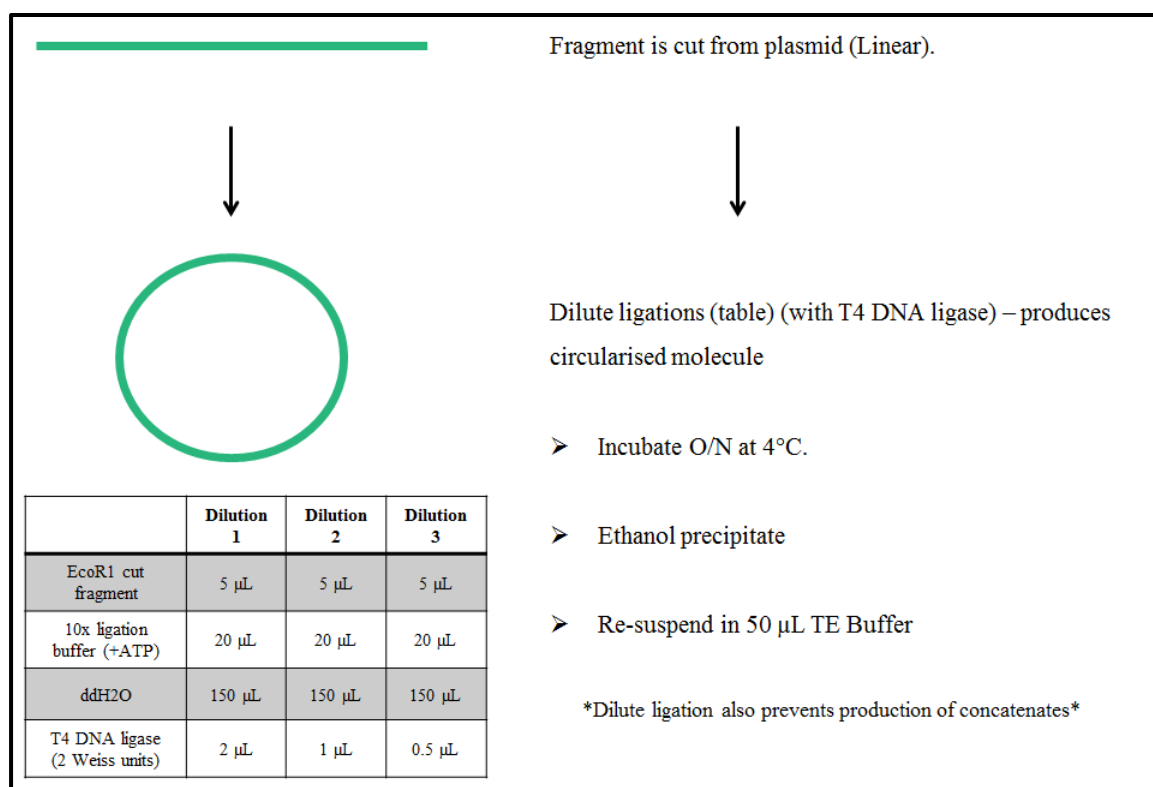 Fragment is cut from plasmid (Linear).
Dilute ligations (table) (with T4 DNA ligase) – produces
circularised molecule
➢ Incubate O/N at 4°C.
➢ Ethanol precipitate
➢ Re-suspend in 50 µL TE Buffer
*Dilute ligation also prevents production of concatenates*
Dilution Dilution Dilution
1 2 3
EcoR1 cut
fragment 5 µL 5 µL 5 µL
10x ligation
buffer (+ATP) 20 µL 20 µL 20 µL
ddH2O 150 µL 150 µL 150 µL
T4 DNA ligase
(2 Weiss units) 2 µL 1 µL 0.5 µL